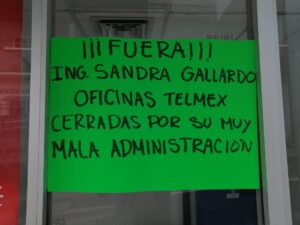 ¡¡¡FUERA!!!
ING. SANDRA GALLARDO
OFICINAS TELMEX
CERRADAS POR SU MUY
MALA ADMINISTRACIÓN